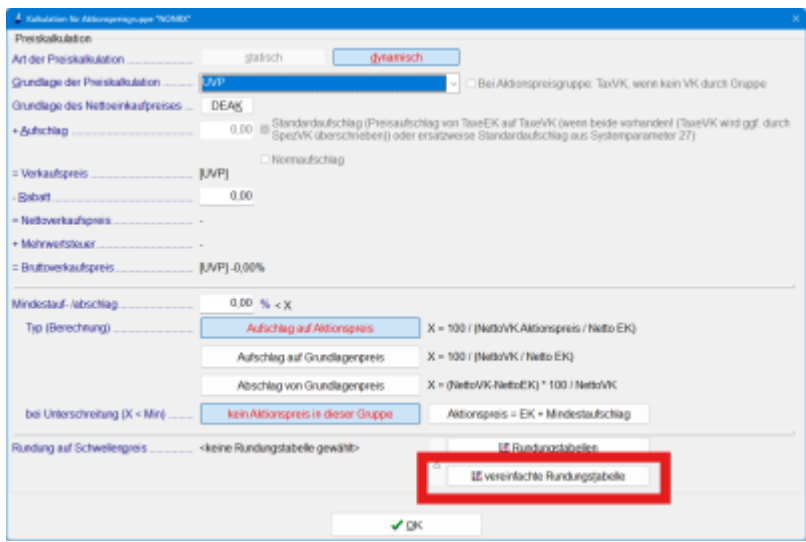 Kalkulation für Aktionspreisgruppe "NOMIX"
Preiskalkulation
Art der Preiskalkulation statisch dynamisch
Grundlage der Preiskalkulation UVP Bei Aktionspreisgruppe: TaxVK, wenn kein VK durch Gruppe
Grundlage des Nettoeinkaufpreises DEAK
+ Aufschlag 0,00 Standardaufschlag (Preisaufschlag von TaxeEK auf TaxeVK (wenn beide vorhanden! (TaxeVK wird ggf. durch
SpezVK überschrieben)) oder ersatzweise Standardaufschlag aus Systemparameter 27)
Normaufschlag
= Verkaufspreis [UVP]
- Rabatt 0,00
= Nettoverkaufspreis -
+ Mehrwertsteuer -
= Bruttoverkaufspreis [UVP] -0,00%
Mindestauf- /abschlag 0,00 % < X
Typ (Berechnung) Aufschlag auf Aktionspreis X = 100 / (NettoVK Aktionspreis / Netto EK)
Aufschlag auf Grundlagenpreis X = 100 / (NettoVK / Netto EK)
Abschlag von Grundlagenpreis X = (NettoVK-NettoEK) * 100 / NettoVK
bei Unterschreitung (X < Min) kein Aktionspreis in dieser Gruppe Aktionspreis = EK + Mindestaufschlag
Rundung auf Schwellenpreis <keine Rundungstabelle gewählt> Rundungstabellen
vereinfachte Rundungstabelle
OK